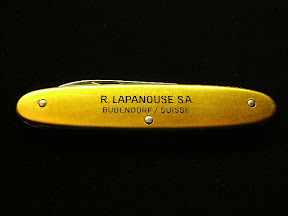 R. LAPANOUSE S.A.
BUBENDORF / SUISSE